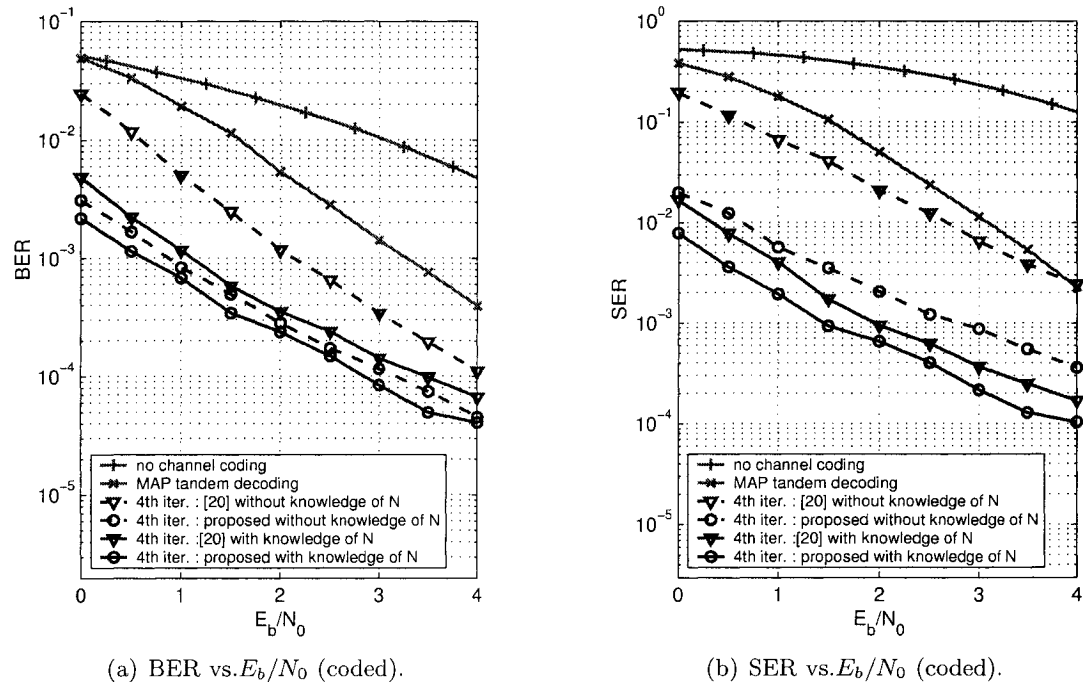 10^-1
10^-2
10^-3
10^-4
10^-5
BER
0 1 2 3 4
E_b/N_0
no channel coding
MAP tandem decoding
4th iter. : [20] without knowledge of N
4th iter. : proposed without knowledge of N
4th iter. :[20] with knowledge of N
4th iter. : proposed with knowledge of N
(a) BER vs.E_b/N_0 (coded).
10^0
10^-1
10^-2
10^-3
10^-4
10^-5
SER
0 1 2 3 4
E_b/N_0
no channel coding
MAP tandem decoding
4th iter. : [20] without knowledge of N
4th iter. : proposed without knowledge of N
4th iter. :[20] with knowledge of N
4th iter. : proposed with knowledge of N
(b) SER vs.E_b/N_0 (coded).